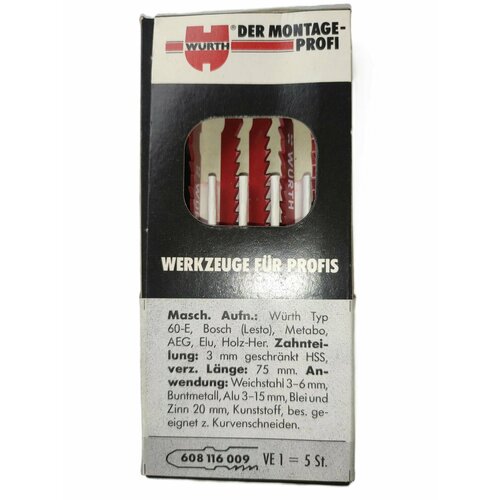 WÜRTH
® DER MONTAGE-
PROFI
WÜRTH
WÜRTH
WERKZEUGE FÜR PROFIS
Masch. Aufn.: Würth Typ
60-E, Bosch (Lesto), Metabo,
AEG, Elu, Holz-Her. Zahntei-
lung: 3 mm geschränkt HSS,
verz. Länge: 75 mm. An-
wendung: Weichstahl 3–6 mm,
Buntmetall, Alu 3–15 mm, Blei und
Zinn 20 mm, Kunststoff, bes. ge-
eignet z. Kurvenschneiden.
608 116 009 VE 1 = 5 St.